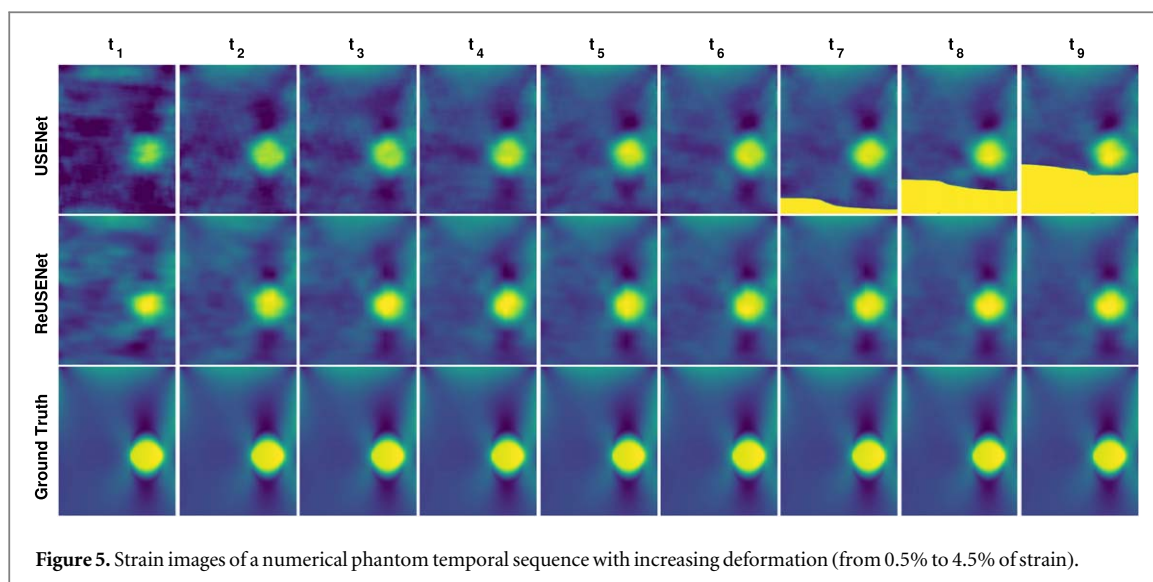 t1 t2 t3 t4 t5 t6 t7 t8 t9
USENet
ReUSENet
Ground Truth
Figure 5. Strain images of a numerical phantom temporal sequence with increasing deformation (from 0.5% to 4.5% of strain).